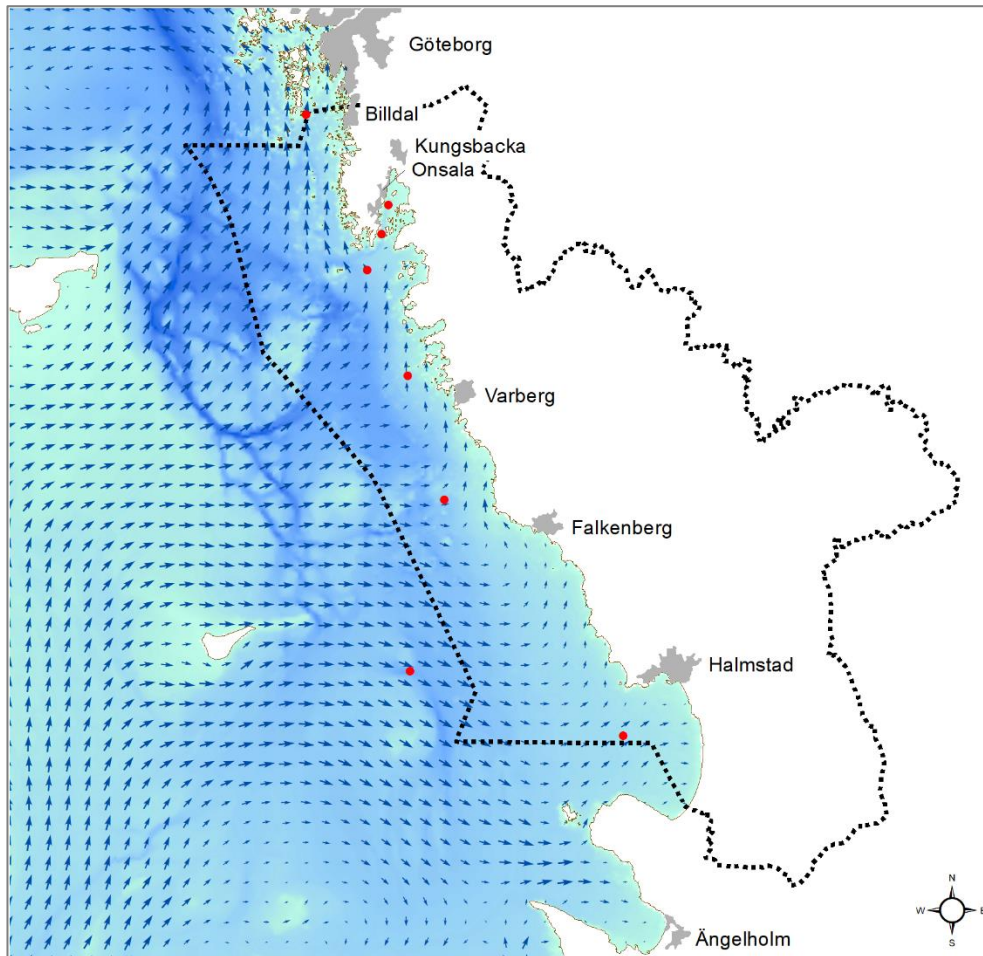 Göteborg
Billdal
Kungsbacka
Onsala
Varberg
Falkenberg
Halmstad
N
W E
S
Ängelholm